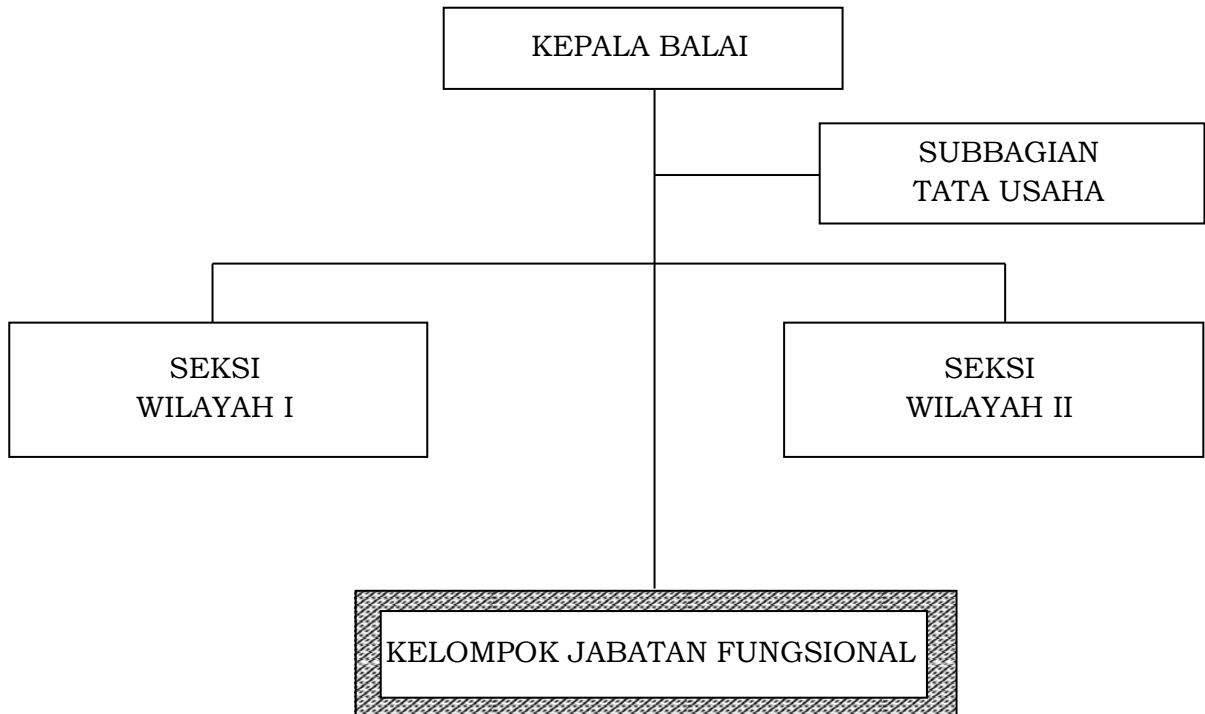 KEPALA BALAI
SUBBAGIAN
TATA USAHA
SEKSI
WILAYAH I
SEKSI
WILAYAH II
KELOMPOK JABATAN FUNGSIONAL